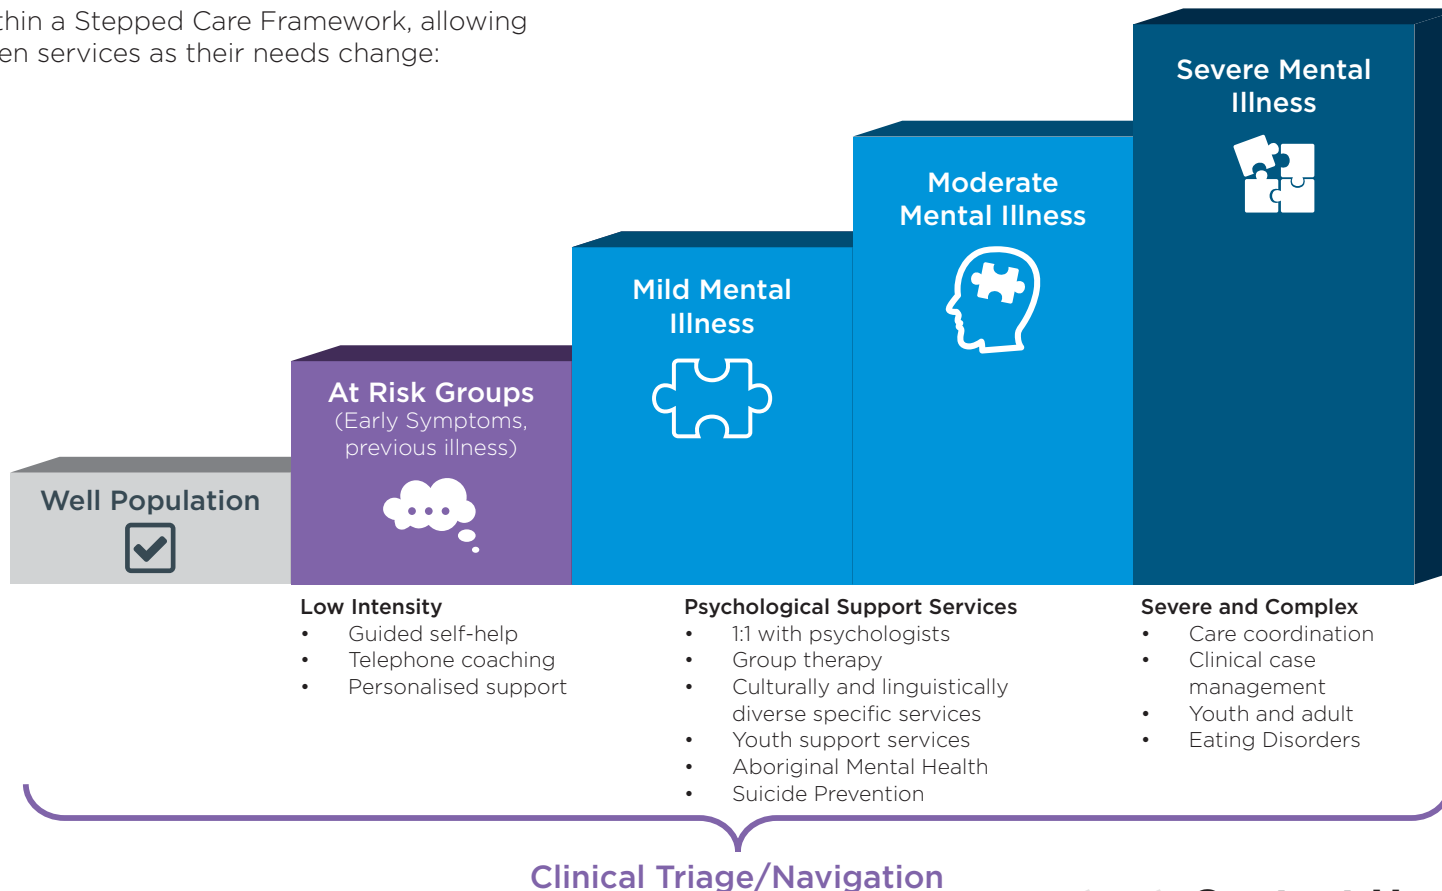 thin a Stepped Care Framework, allowing
en services as their needs change:
Severe Mental
Illness
Moderate
Mental Illness
Mild Mental
Illness
At Risk Groups
(Early Symptoms,
previous illness)
Well Population
Low Intensity
• Guided self-help
• Telephone coaching
• Personalised support
Psychological Support Services
• 1:1 with psychologists
• Group therapy
• Culturally and linguistically
diverse specific services
• Youth support services
• Aboriginal Mental Health
• Suicide Prevention
Severe and Complex
• Care coordination
• Clinical case
management
• Youth and adult
• Eating Disorders
Clinical Triage/Navigation